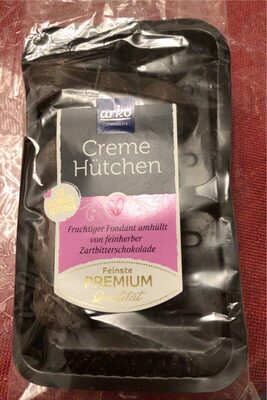 arko
Creme
Hütchen
Fruchtiger Fondant umhüllt
von feinherber
Zartbitterschokolade
Feinste
PREMIUM
Qualität